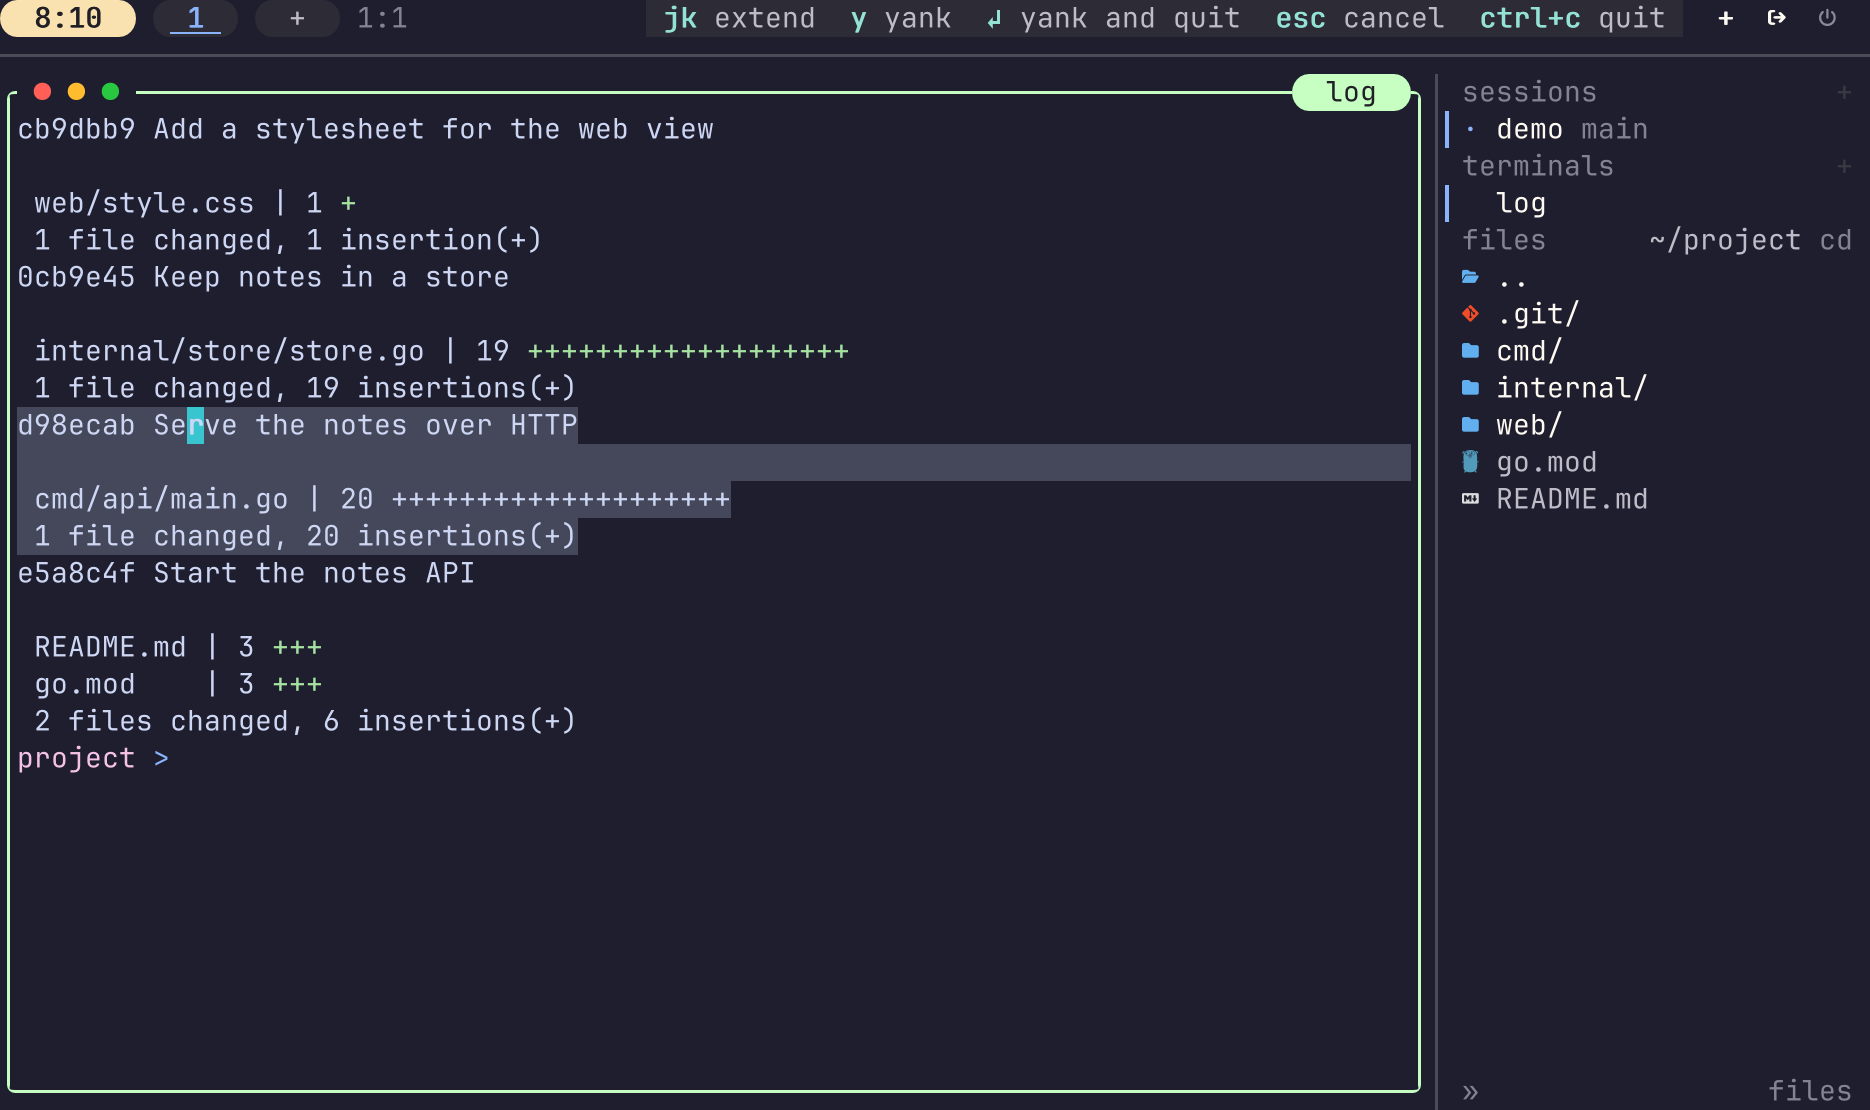 8:10 1 + 1:1 jk extend y yank ↲ yank and quit esc cancel ctrl+c quit +
log
cb9dbb9 Add a stylesheet for the web view
web/style.css | 1 +
1 file changed, 1 insertion(+)
0cb9e45 Keep notes in a store
internal/store/store.go | 19 +++++++++++++++++++
1 file changed, 19 insertions(+)
d98ecab Serve the notes over HTTP
cmd/api/main.go | 20 ++++++++++++++++++++
1 file changed, 20 insertions(+)
e5a8c4f Start the notes API
README.md | 3 +++
go.mod    | 3 +++
2 files changed, 6 insertions(+)
project >
sessions +
· demo main
terminals +
log
files ~/project cd
..
.git/
cmd/
internal/
web/
go.mod
README.md
» files